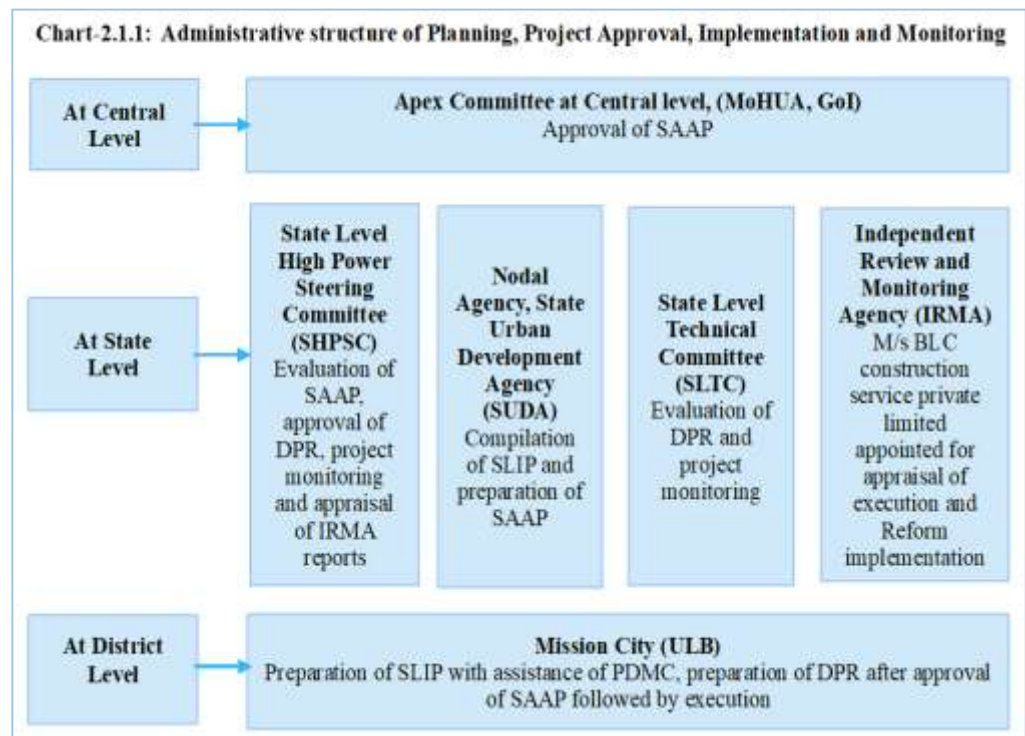 Chart-2.1.1: Administrative structure of Planning, Project Approval, Implementation and Monitoring
At Central
Level
Apex Committee at Central level, (MoHUA, GoI)
Approval of SAAP
At State
Level
State Level
High Power
Steering
Committee
(SHPSC)
Evaluation of
SAAP,
approval of
DPR, project
monitoring
and appraisal
of IRMA
reports
Nodal
Agency, State
Urban
Development
Agency
(SUDA)
Compilation
of SLIP and
preparation of
SAAP
State Level
Technical
Committee
(SLTC)
Evaluation of
DPR and
project
monitoring
Independent
Review and
Monitoring
Agency (IRMA)
M/s BLC
construction
service private
limited
appointed for
appraisal of
execution and
Reform
implementation
At District
Level
Mission City (ULB)
Preparation of SLIP with assistance of PDMC, preparation of DPR after approval
of SAAP followed by execution